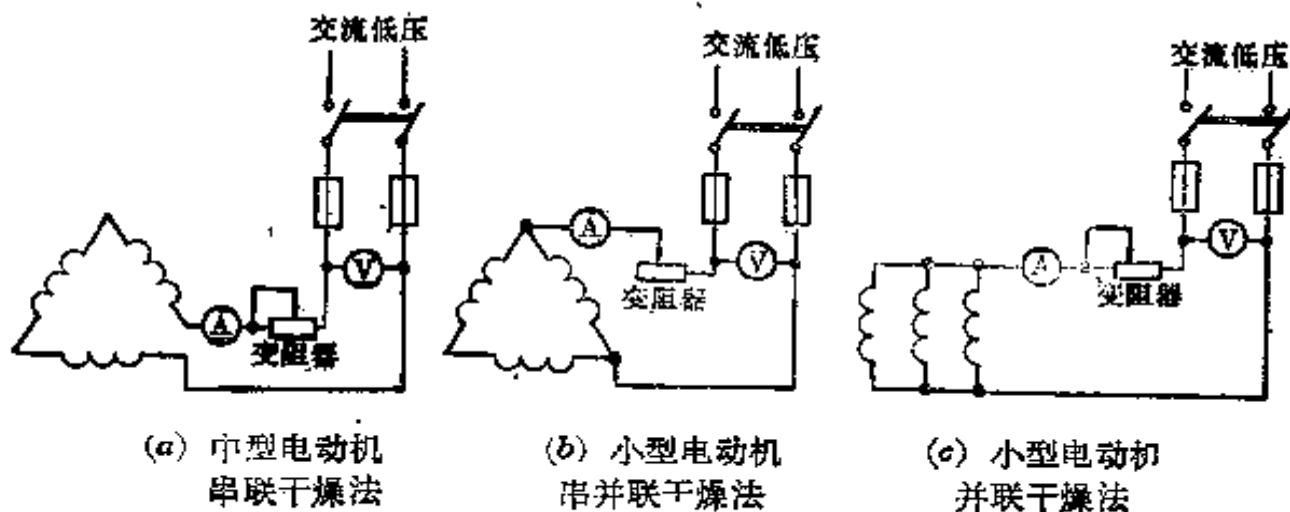 交流低压
交流低压
交流低压
A
V
变阻器
A
V
变阻器
A
V
变阻器
(a) 中型电动机
串联干燥法
(b) 小型电动机
串并联干燥法
(c) 小型电动机
并联干燥法